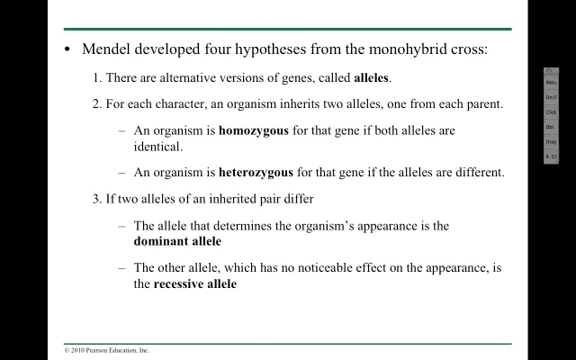 • Mendel developed four hypotheses from the monohybrid cross:
1. There are alternative versions of genes, called alleles.
2. For each character, an organism inherits two alleles, one from each parent.
– An organism is homozygous for that gene if both alleles are
identical.
– An organism is heterozygous for that gene if the alleles are different.
3. If two alleles of an inherited pair differ
– The allele that determines the organism's appearance is the
dominant allele
– The other allele, which has no noticeable effect on the appearance, is
the recessive allele
© 2010 Pearson Education, Inc.